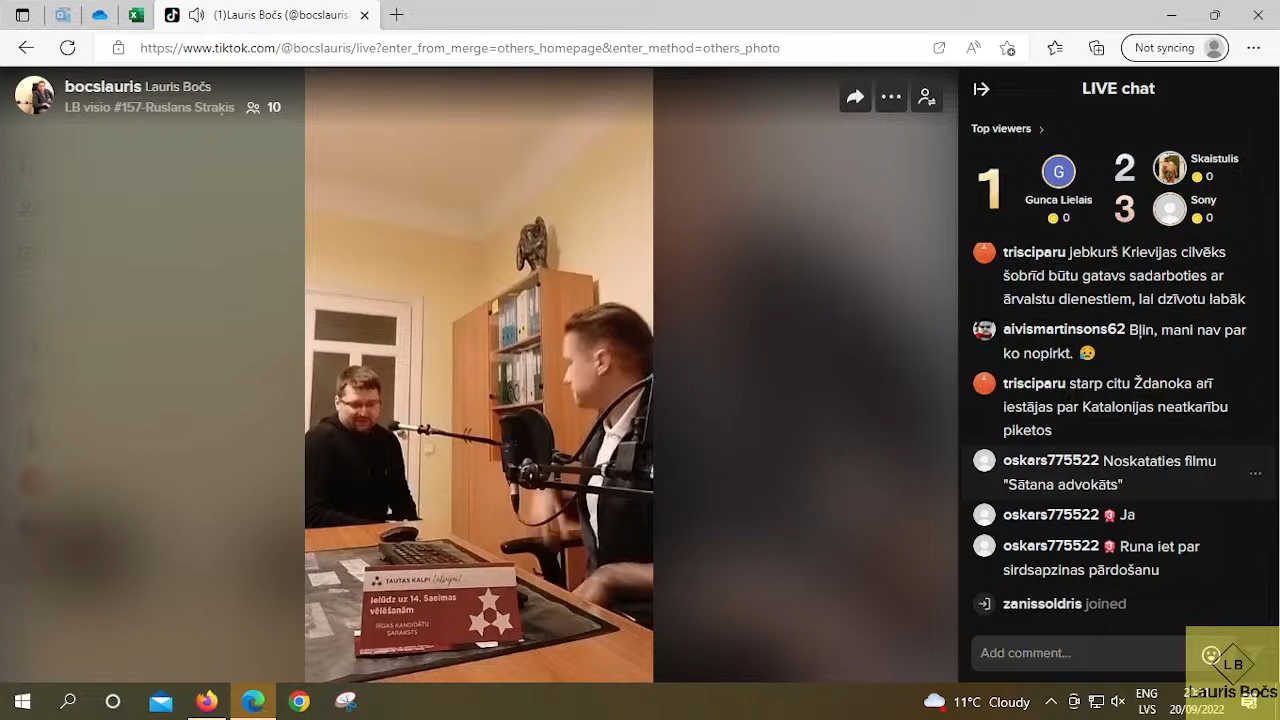 (1)Lauris Bočs (@bocslauris
https://www.tiktok.com/@bocslauris/live?enter_from_merge=others_homepage&enter_method=others_photo
Not syncing
bocslauris Lauris Bočs
LB visio #157-Ruslans Straķis 10
LIVE chat
Top viewers
1
G
Gunca Lielais
0
2
Skaistulis
0
3
Sony
0
trisciparu jebkurš Krievijas cilvēks
šobrīd būtu gatavs sadarboties ar
ārvalstu dienestiem, lai dzīvotu labāk
aivismartinsons62 Bļin, mani nav par
ko nopirkt. 😥
trisciparu starp citu Ždanoka arī
iestājas par Katalonijas neatkarību
piketos
oskars775522 Noskataties filmu
"Sātana advokāts"
oskars775522 Ja
oskars775522 Runa iet par
sirdsapzinas pārdošanu
zanissoldris joined
Add comment...
TAUTAS KALPI Latvijai!
Ielūdz uz 14. Saeimas
vēlēšanām
RĪGAS KANDIDĀTU
SARAKSTS
LB
Lauris Bočs
11°C Cloudy
ENG
LVS
20/09/2022